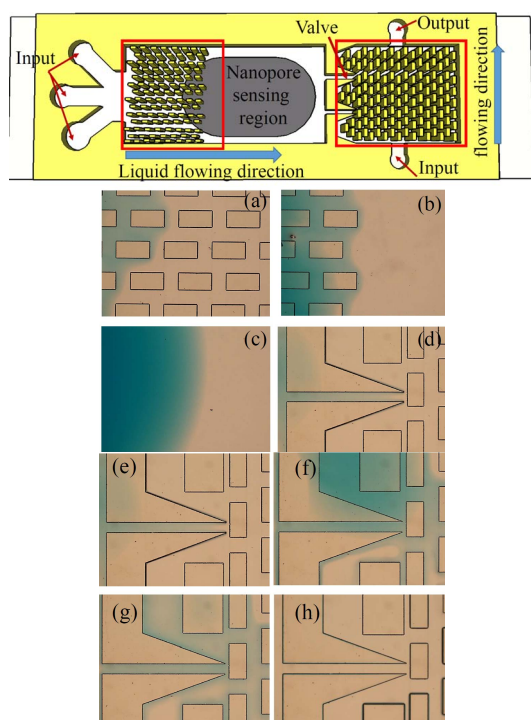 Valve
Output
Input
Nanopore
sensing
region
flowing direction
Liquid flowing direction
Input
(a)
(b)
(c)
(d)
(e)
(f)
(g)
(h)